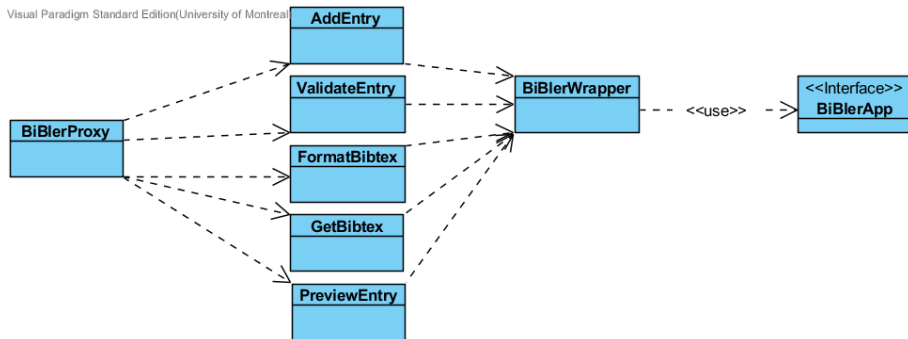 Visual Paradigm Standard Edition(University of Montreal
AddEntry
ValidateEntry
BiBlerWrapper
<<Interface>>
BiBlerApp
<<use>>
BiBlerProxy
FormatBibtex
GetBibtex
PreviewEntry